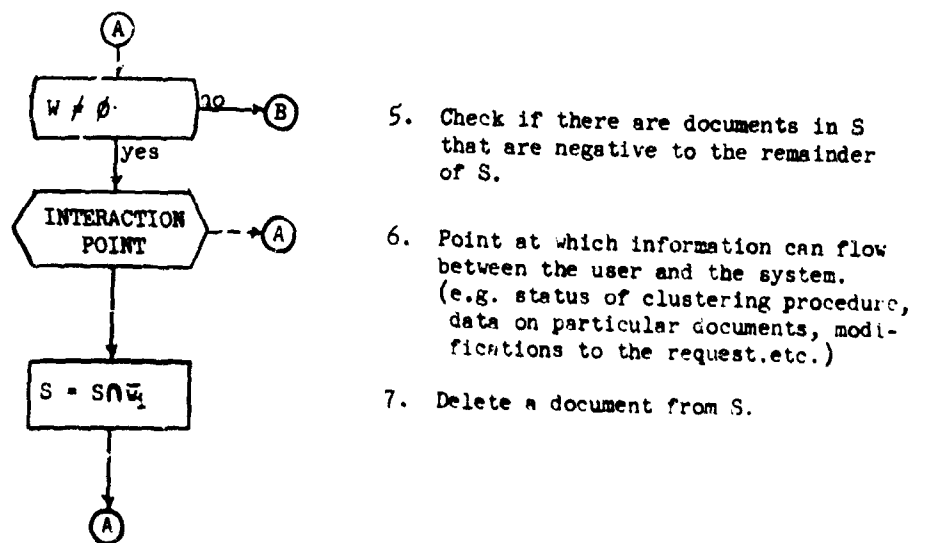 A
W ≠ ∅.
no
B
yes
5. Check if there are documents in S
that are negative to the remainder
of S.
INTERACTION
POINT
A
6. Point at which information can flow
between the user and the system.
(e.g. status of clustering procedure,
data on particular documents, modi-
fications to the request.etc.)
S = S∩w̄₁
7. Delete a document from S.
A